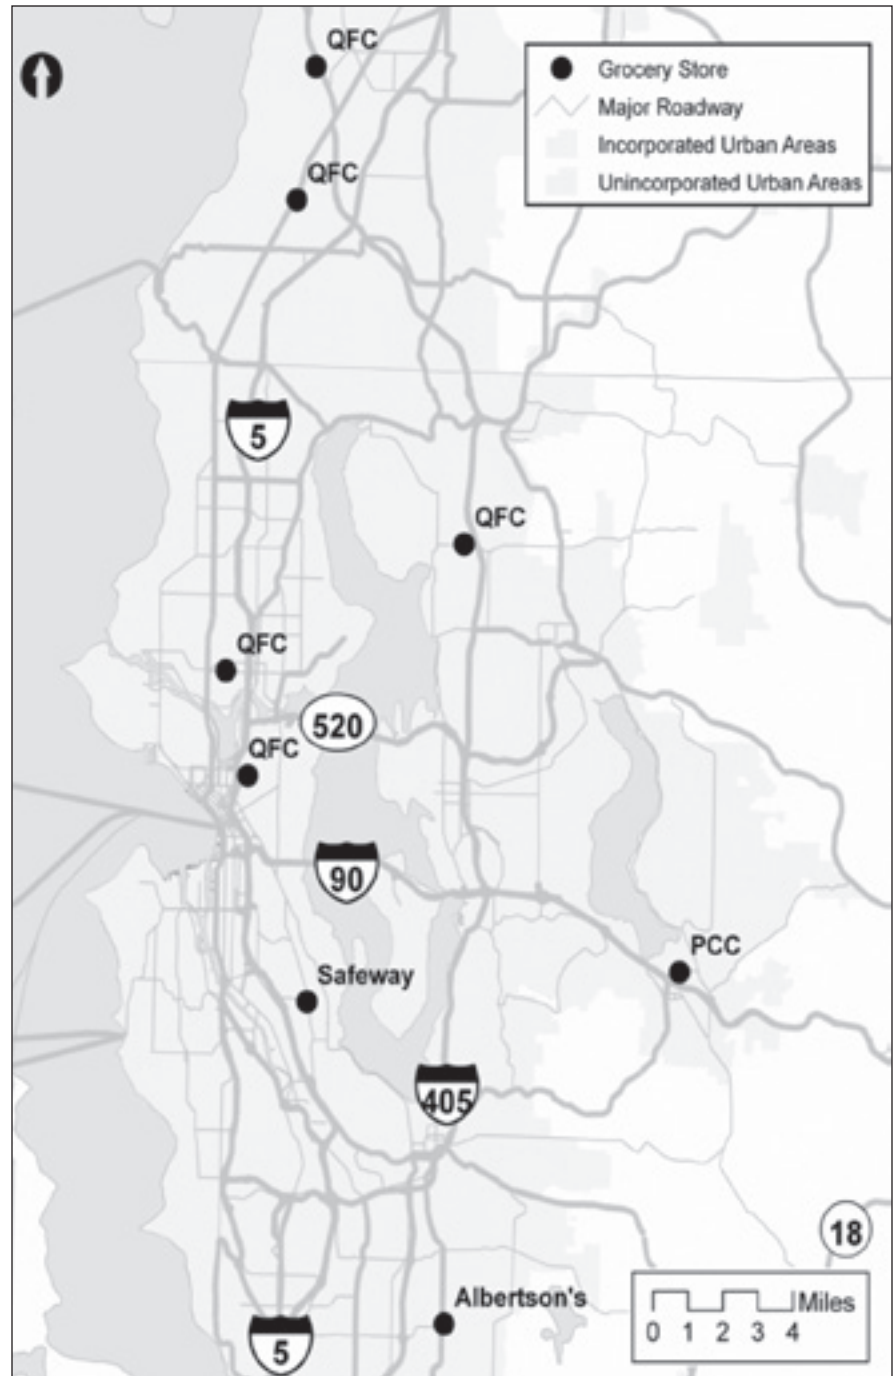 QFC
Grocery Store
Major Roadway
Incorporated Urban Areas
Unincorporated Urban Areas
QFC
5
QFC
QFC
520
QFC
90
PCC
Safeway
405
18
Albertson's
Miles
0 1 2 3 4
5